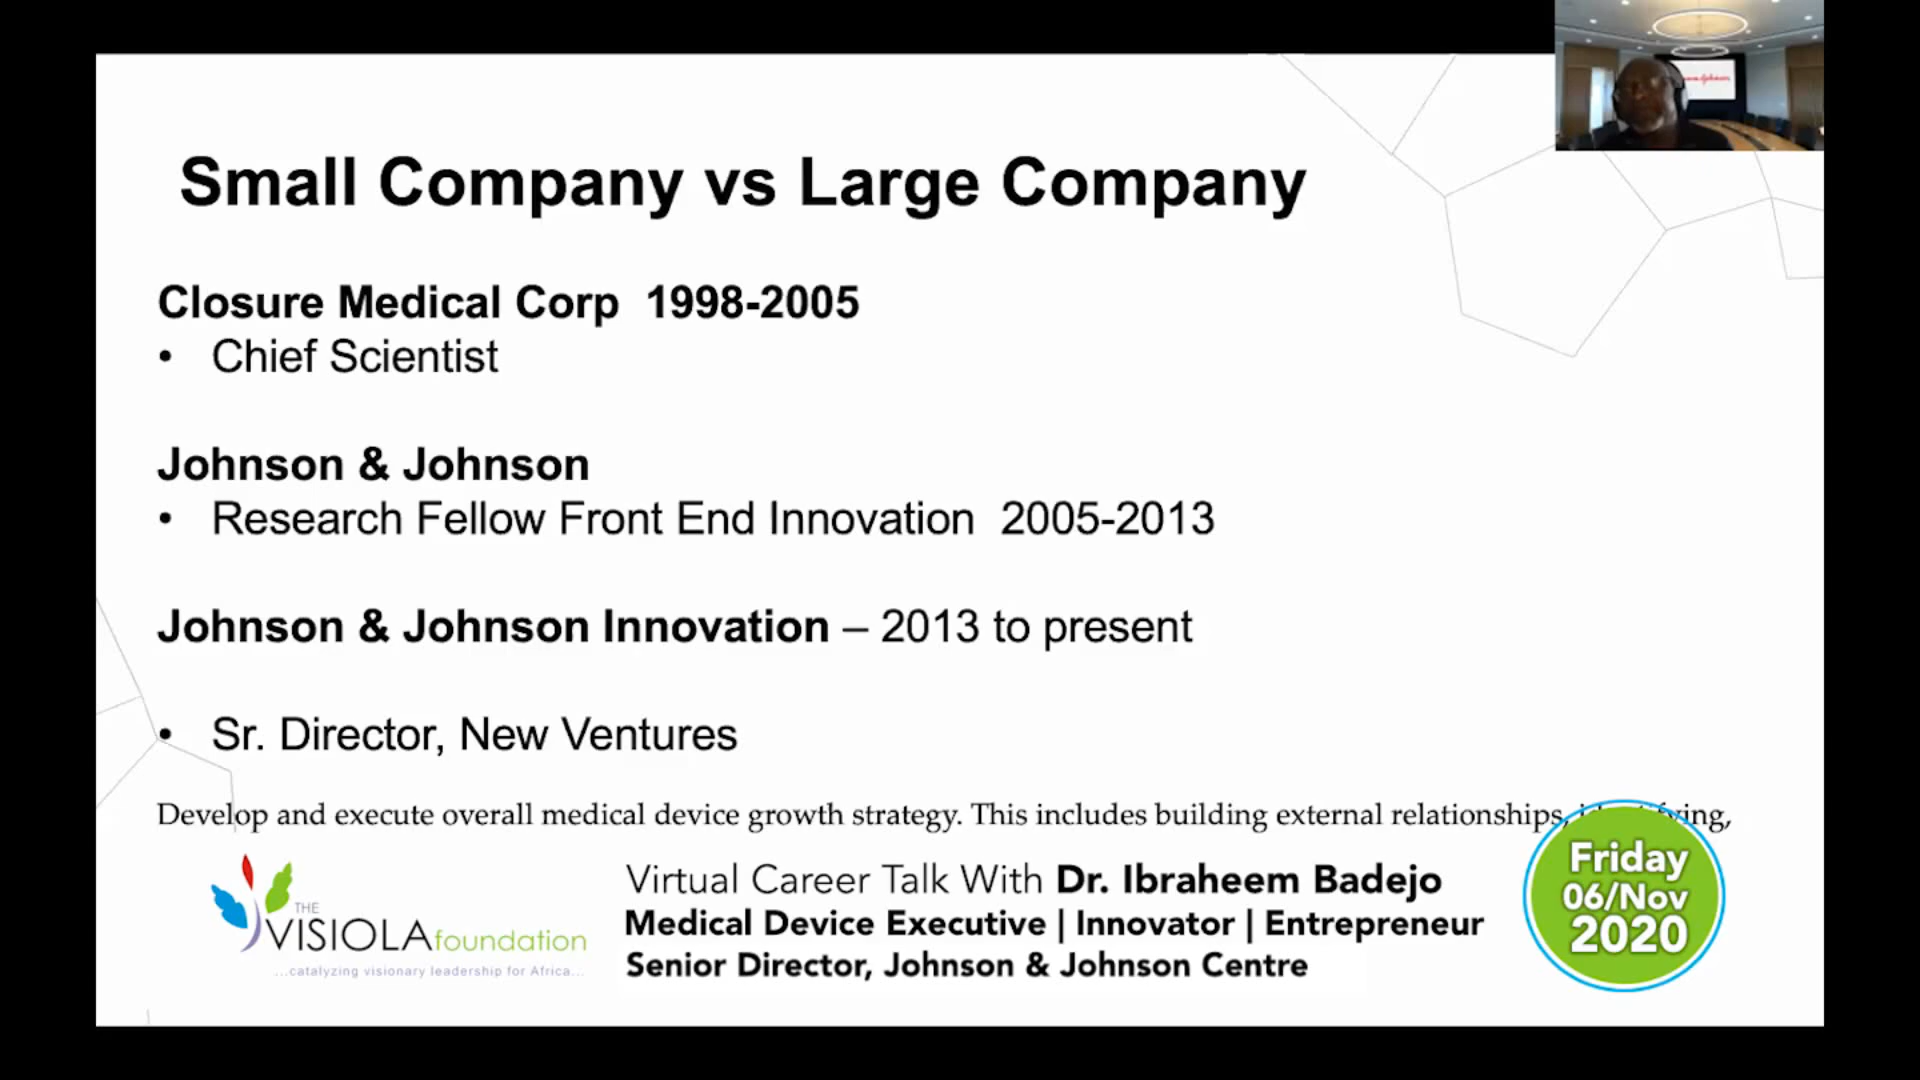 Small Company vs Large Company
Closure Medical Corp 1998-2005
• Chief Scientist
Johnson & Johnson
• Research Fellow Front End Innovation 2005-2013
Johnson & Johnson Innovation – 2013 to present
• Sr. Director, New Ventures
Develop and execute overall medical device growth strategy. This includes building external relationships,
THE
VISIOLA foundation
...catalyzing visionary leadership for Africa...
Virtual Career Talk With Dr. Ibraheem Badejo
Medical Device Executive | Innovator | Entrepreneur
Senior Director, Johnson & Johnson Centre
Friday
06/Nov
2020